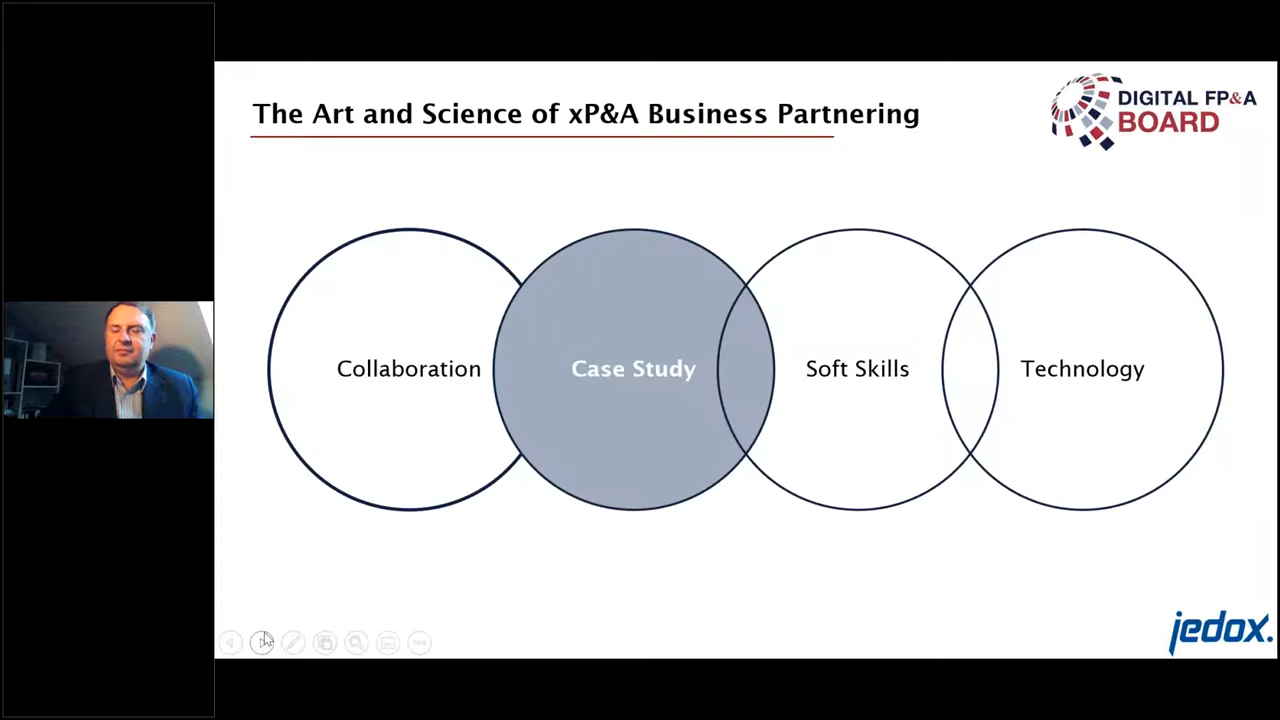 The Art and Science of xP&A Business Partnering
DIGITAL FP&A
BOARD
Collaboration
Case Study
Soft Skills
Technology
jedox.